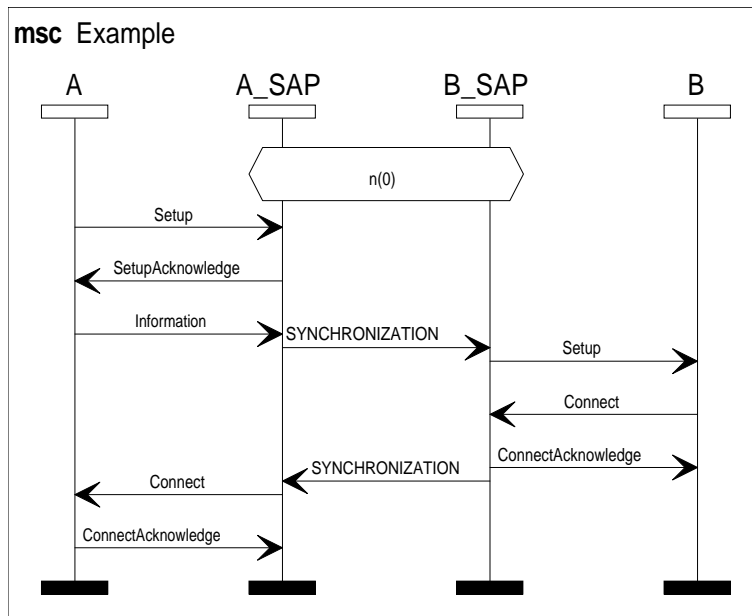 msc Example
A A_SAP B_SAP B
n(0)
Setup
SetupAcknowledge
Information
SYNCHRONIZATION
Setup
Connect
ConnectAcknowledge
SYNCHRONIZATION
Connect
ConnectAcknowledge